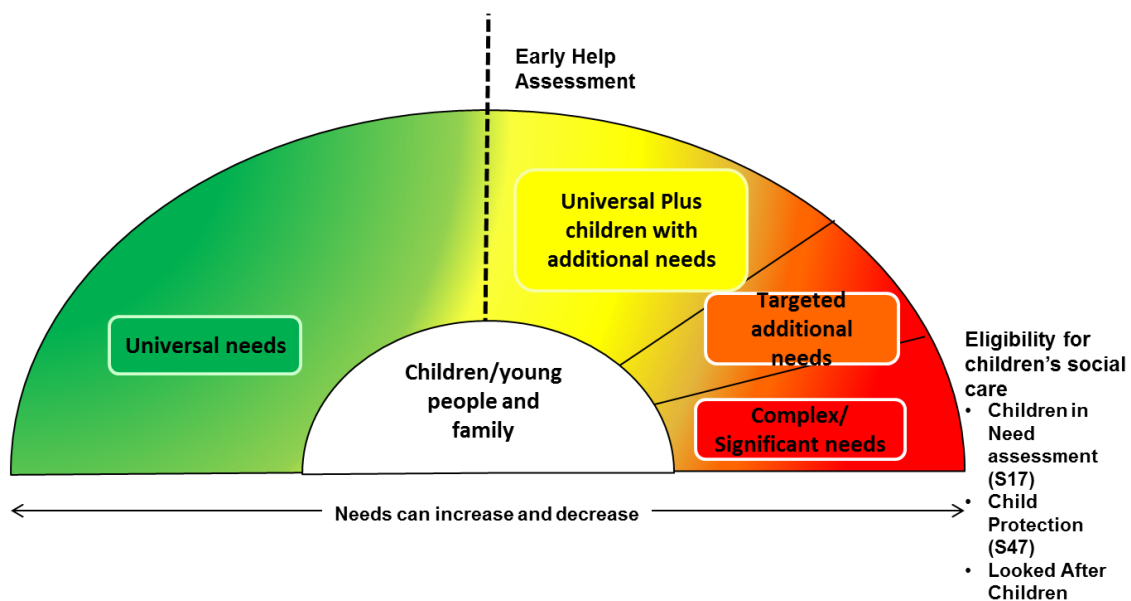 Early Help
Assessment
Universal Plus
children with
additional needs
Universal needs
Targeted
additional
needs
Children/young
people and
family
Complex/
Significant needs
Eligibility for
children’s social
care
• Children in
Need
assessment
(S17)
• Child
Protection
(S47)
• Looked After
Children
Needs can increase and decrease